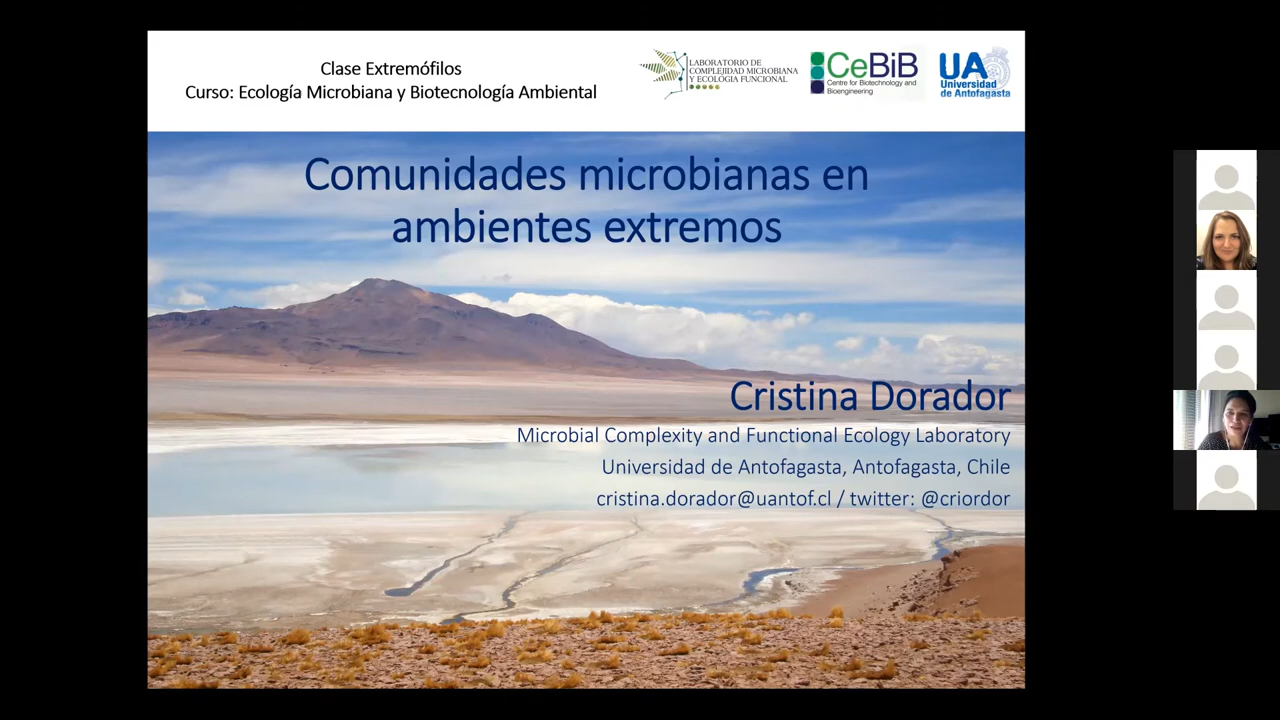 Clase Extremófilos
Curso: Ecología Microbiana y Biotecnología Ambiental
LABORATORIO DE
COMPLEJIDAD MICROBIANA
Y ECOLOGÍA FUNCIONAL
CeBiB
Centre for Biotechnology and
Bioengineering
UA
Universidad
de Antofagasta
Comunidades microbianas en
ambientes extremos
Cristina Dorador
Microbial Complexity and Functional Ecology Laboratory
Universidad de Antofagasta, Antofagasta, Chile
cristina.dorador@uantof.cl / twitter: @criordor